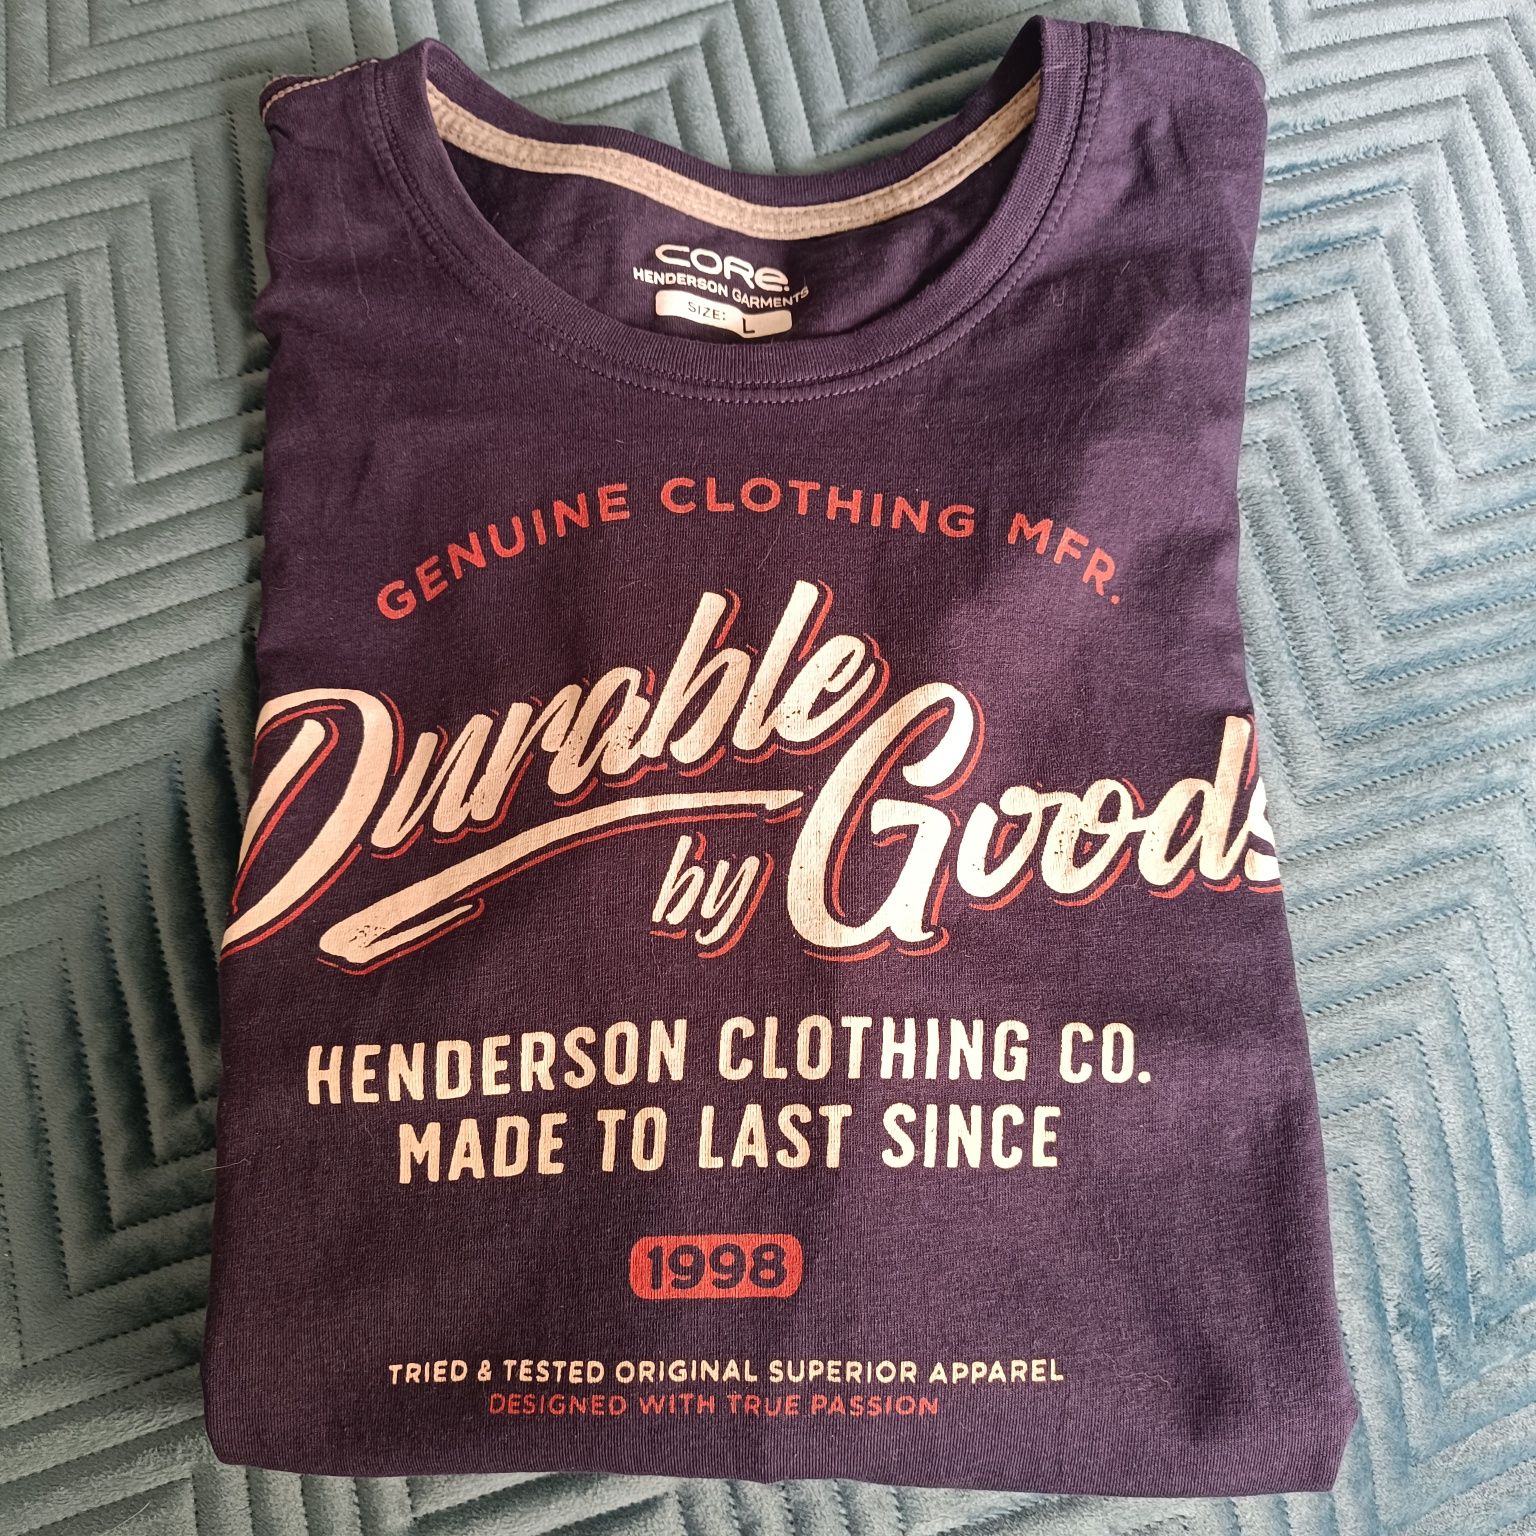 CORe.
HENDERSON GARMENTS
SIZE: L
GENUINE CLOTHING MFR.
Durable
by Goods
HENDERSON CLOTHING CO.
MADE TO LAST SINCE
1998
TRIED & TESTED ORIGINAL SUPERIOR APPAREL
DESIGNED WITH TRUE PASSION